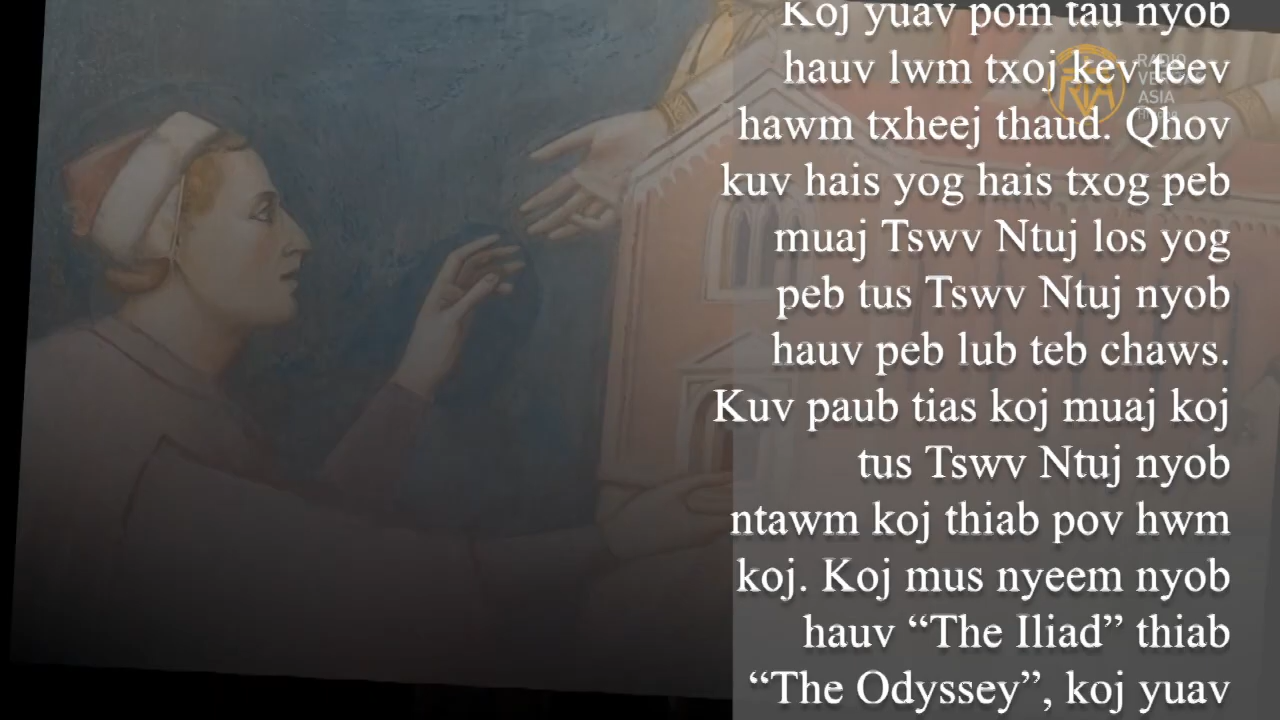 Koj yuav pom tau nyob
hauv lwm txoj kev teev
hawm txheej thaud. Qhov
kuv hais yog hais txog peb
muaj Tswv Ntuj los yog
peb tus Tswv Ntuj nyob
hauv peb lub teb chaws.
Kuv paub tias koj muaj koj
tus Tswv Ntuj nyob
ntawm koj thiab pov hwm
koj. Koj mus nyeem nyob
hauv “The Iliad” thiab
“The Odyssey”, koj yuav
RADIO
ASIA